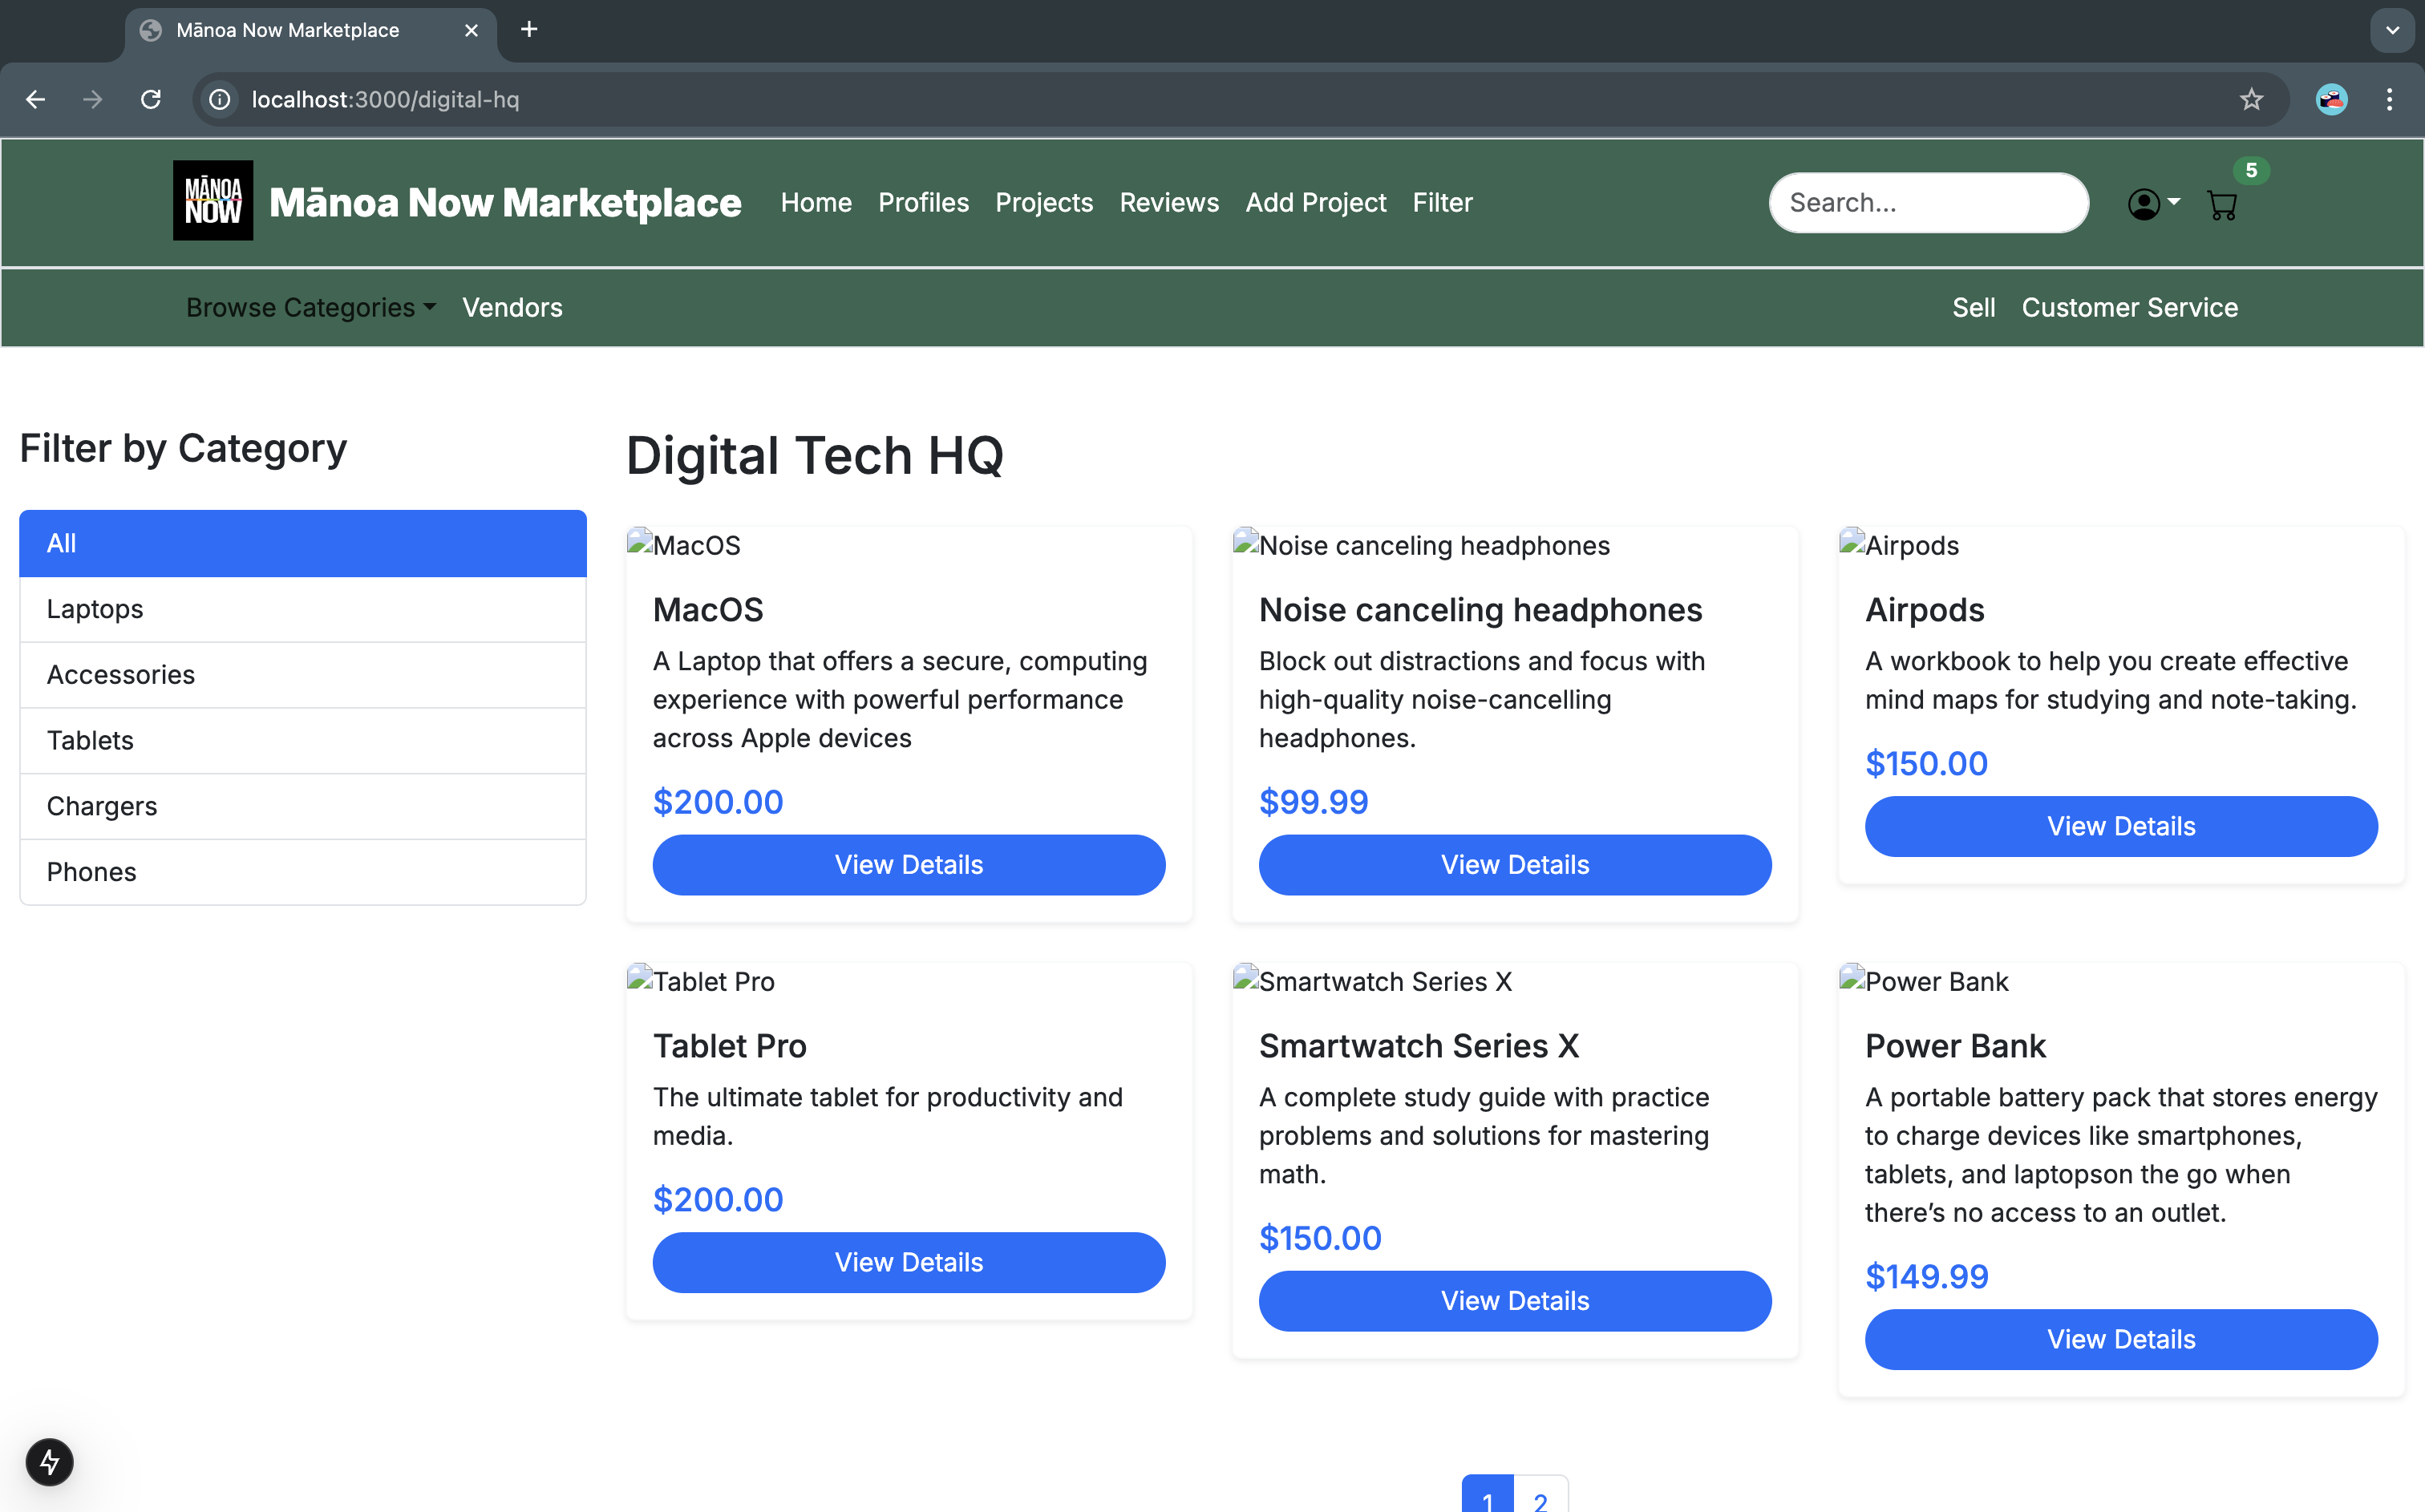 Mānoa Now Marketplace
localhost:3000/digital-hq
MĀNOA
NOW
Mānoa Now Marketplace
Home Profiles Projects Reviews Add Project Filter
Search...
5
Browse Categories Vendors
Sell Customer Service
Filter by Category
All
Laptops
Accessories
Tablets
Chargers
Phones
Digital Tech HQ
MacOS
MacOS
A Laptop that offers a secure, computing
experience with powerful performance
across Apple devices
$200.00
View Details
Noise canceling headphones
Noise canceling headphones
Block out distractions and focus with
high-quality noise-cancelling
headphones.
$99.99
View Details
Airpods
Airpods
A workbook to help you create effective
mind maps for studying and note-taking.
$150.00
View Details
Tablet Pro
Tablet Pro
The ultimate tablet for productivity and
media.
$200.00
View Details
Smartwatch Series X
Smartwatch Series X
A complete study guide with practice
problems and solutions for mastering
math.
$150.00
View Details
Power Bank
Power Bank
A portable battery pack that stores energy
to charge devices like smartphones,
tablets, and laptopson the go when
there’s no access to an outlet.
$149.99
View Details
1 2